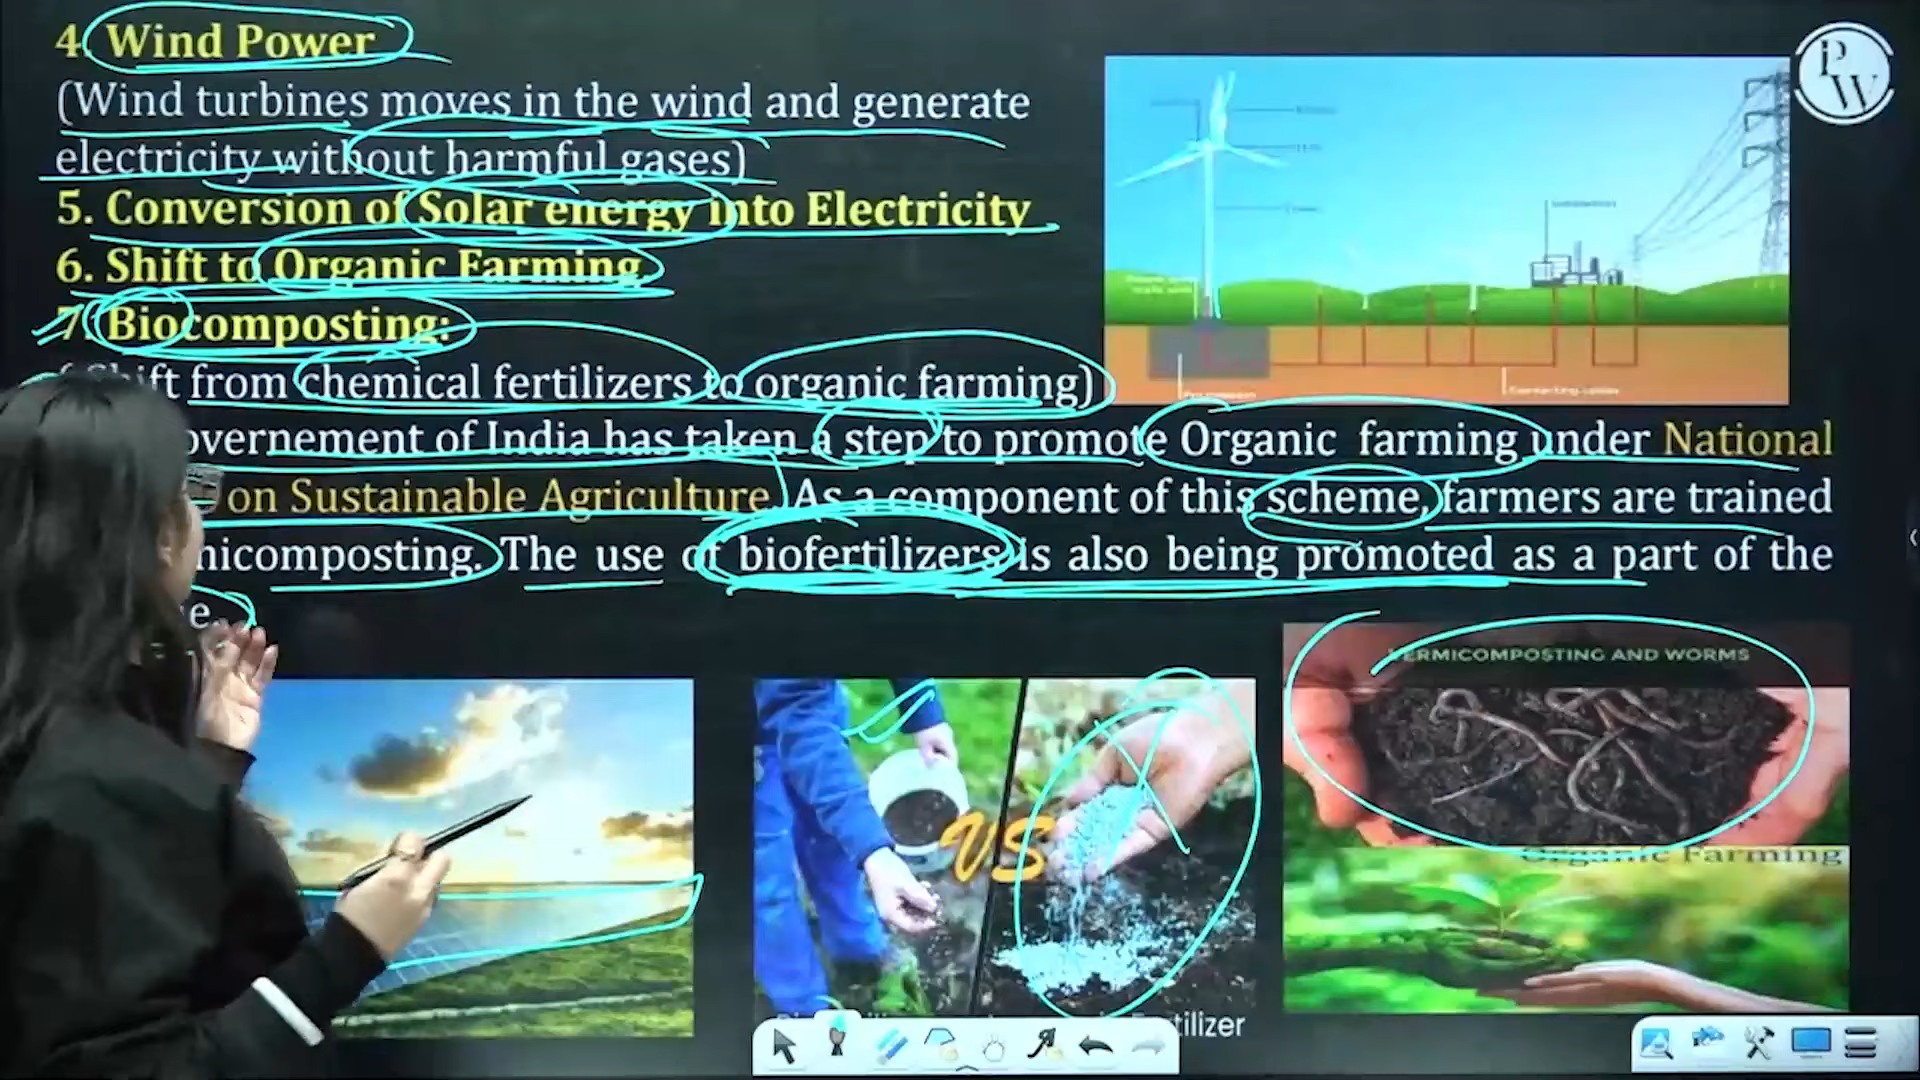 4. Wind Power
(Wind turbines moves in the wind and generate
electricity without harmful gases)
5. Conversion of Solar energy into Electricity
6. Shift to Organic Farming
7. Biocomposting:
Shift from chemical fertilizers to organic farming)
overnement of India has taken a step to promote Organic farming under National
on Sustainable Agriculture. As a component of this scheme, farmers are trained
micomposting. The use of biofertilizers is also being promoted as a part of the
e.
PW
ERMICOMPOSTING AND WORMS
VS
Organic Farming
tilizer